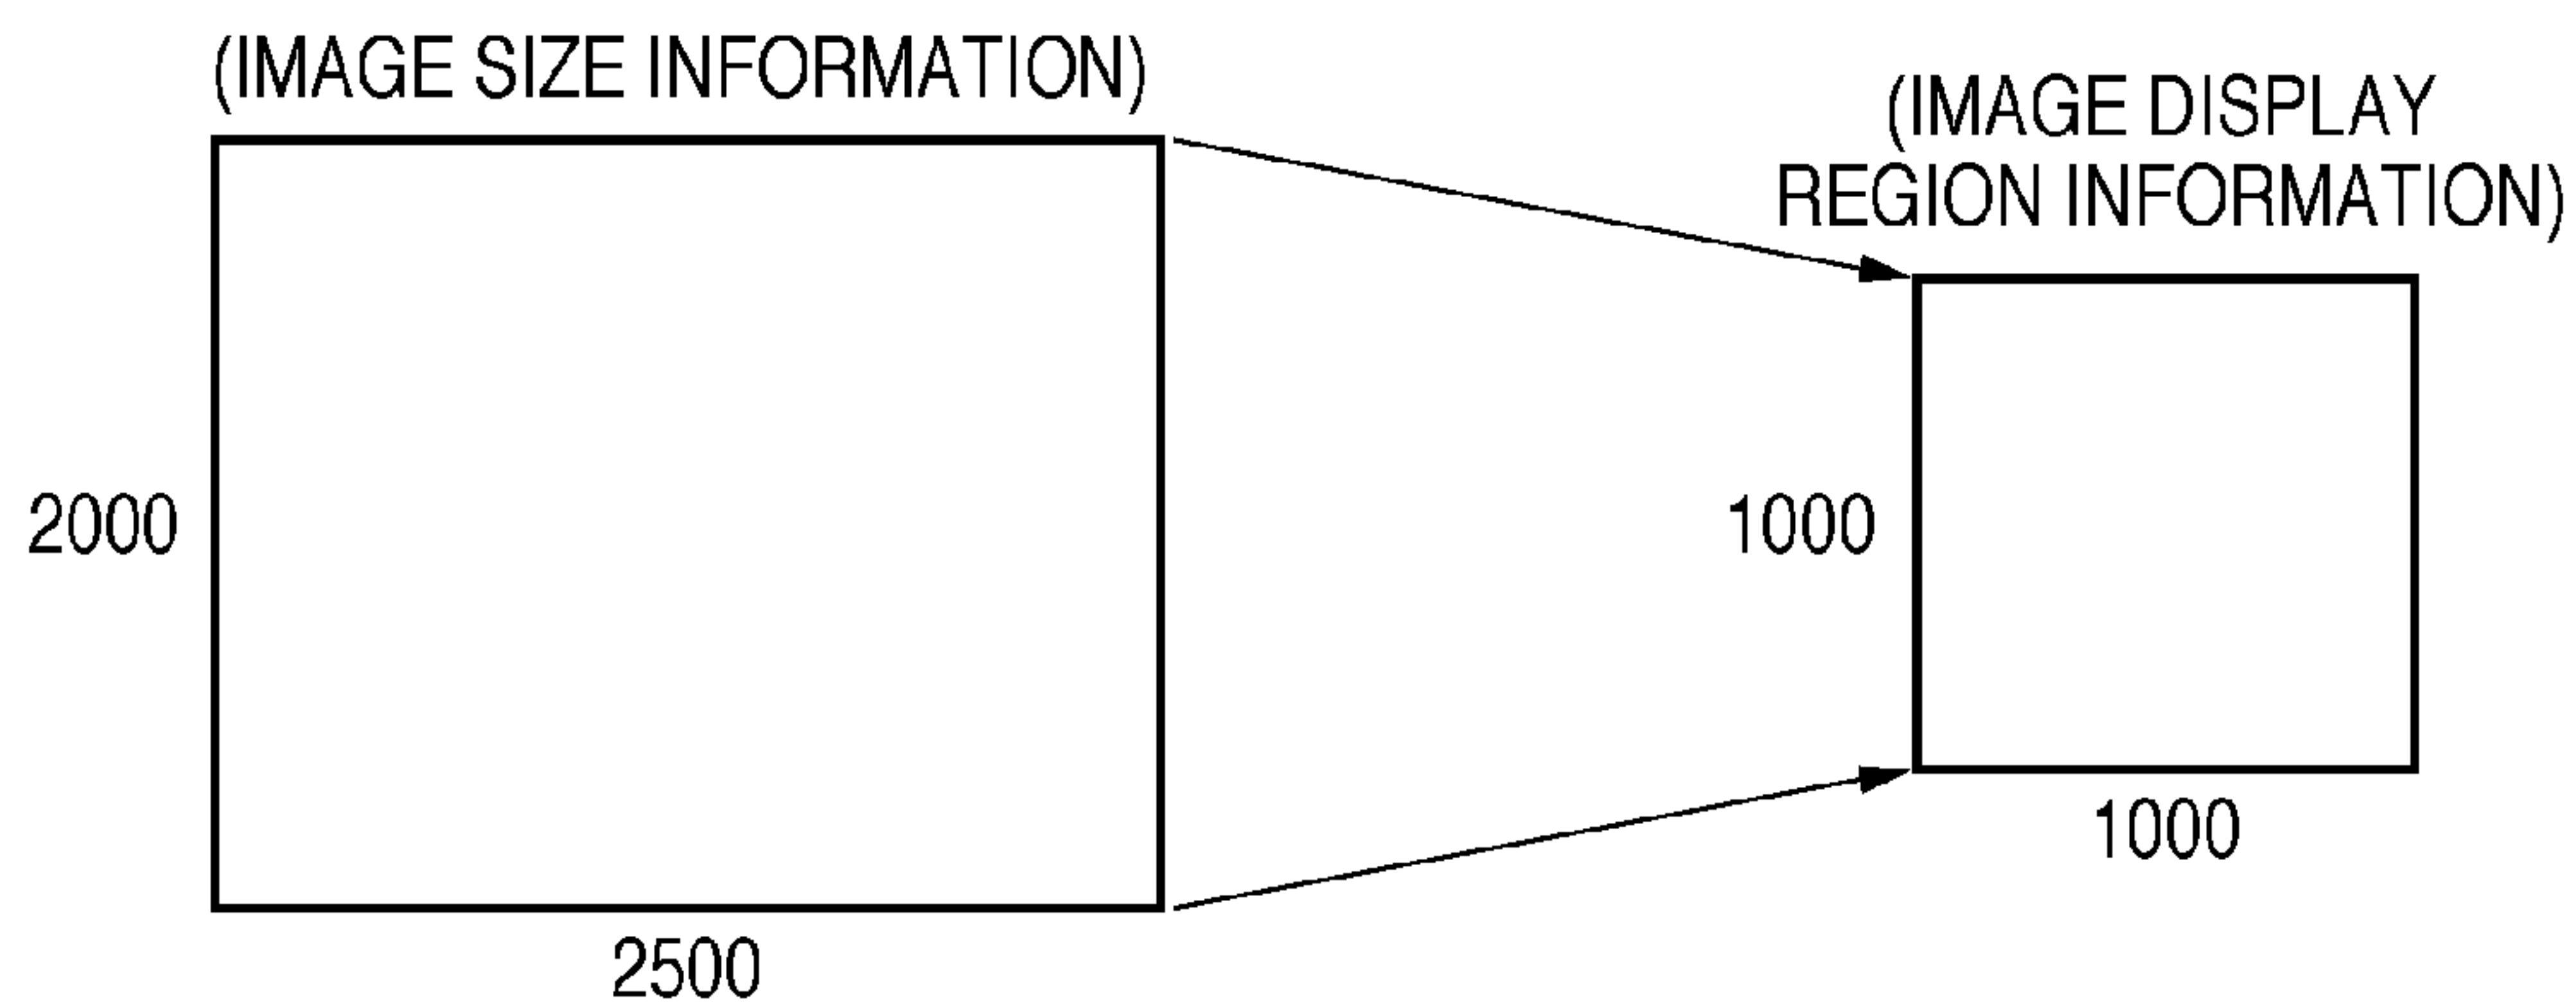 (IMAGE SIZE INFORMATION)
(IMAGE DISPLAY
REGION INFORMATION)
2000
1000
1000
2500